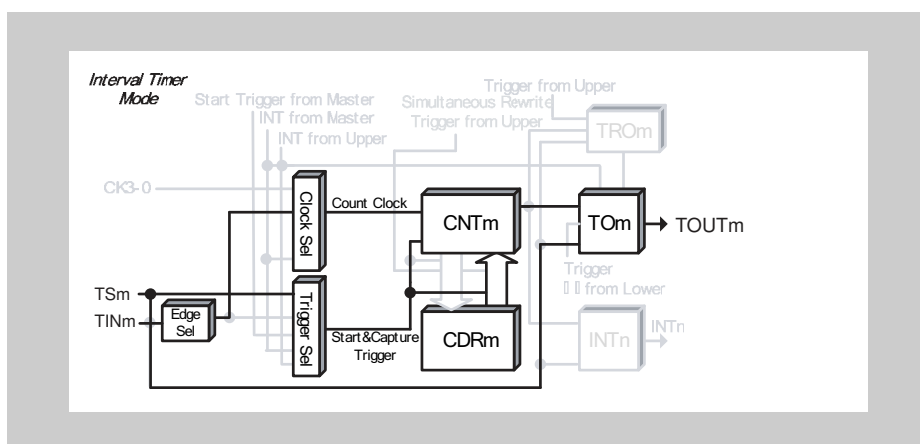 Interval Timer
Mode
Trigger from Upper
Start Trigger from Master
Simultaneous Rewrite
INT from Master
Trigger from Upper
INT from Upper
TROm
CK3-0
Clock Sel
Count Clock
CNTm
TOm
TOUTm
Trigger
from Lower
TSm
TINm
Edge
Sel
Trigger Sel
Start&Capture
Trigger
CDRm
INTn
INTn